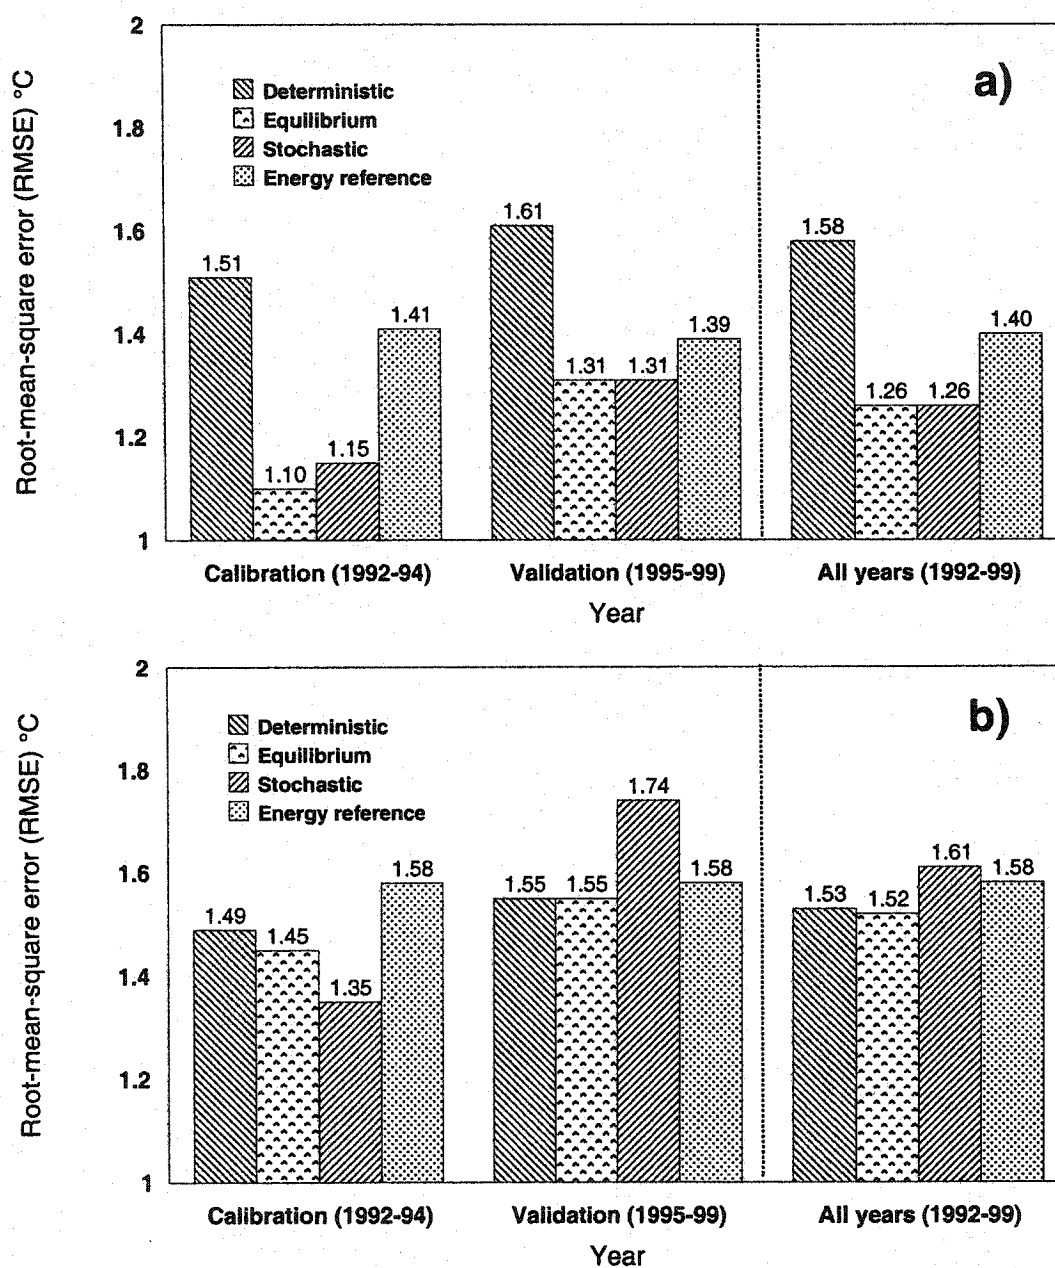 Root-mean-square error (RMSE) °C
2
1.8
1.6
1.4
1.2
1
a)
Deterministic
Equilibrium
Stochastic
Energy reference
1.51
1.10
1.15
1.41
1.61
1.31
1.31
1.39
1.58
1.26
1.26
1.40
Calibration (1992-94)
Validation (1995-99)
All years (1992-99)
Year
Root-mean-square error (RMSE) °C
2
1.8
1.6
1.4
1.2
1
b)
Deterministic
Equilibrium
Stochastic
Energy reference
1.49
1.45
1.35
1.58
1.55
1.55
1.74
1.58
1.53
1.52
1.61
1.58
Calibration (1992-94)
Validation (1995-99)
All years (1992-99)
Year